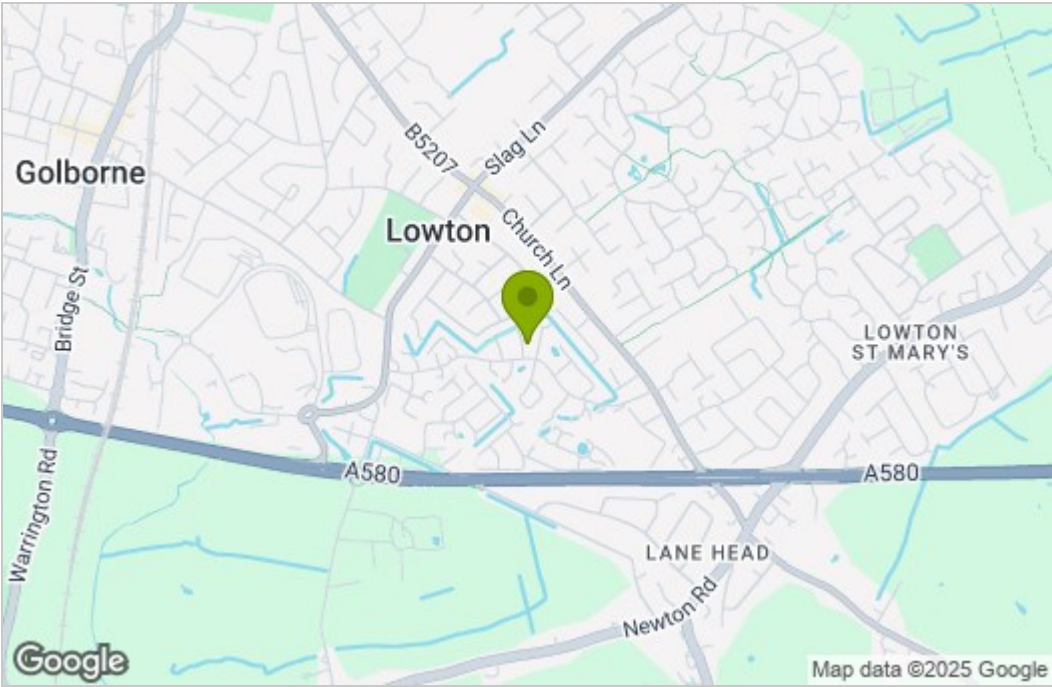 B5207
Slag Ln
Golborne
Lowton
Church Ln
Bridge St
LOWTON
ST MARY'S
A580
A580
Warrington Rd
LANE HEAD
Newton Rd
Google
Map data ©2025 Google